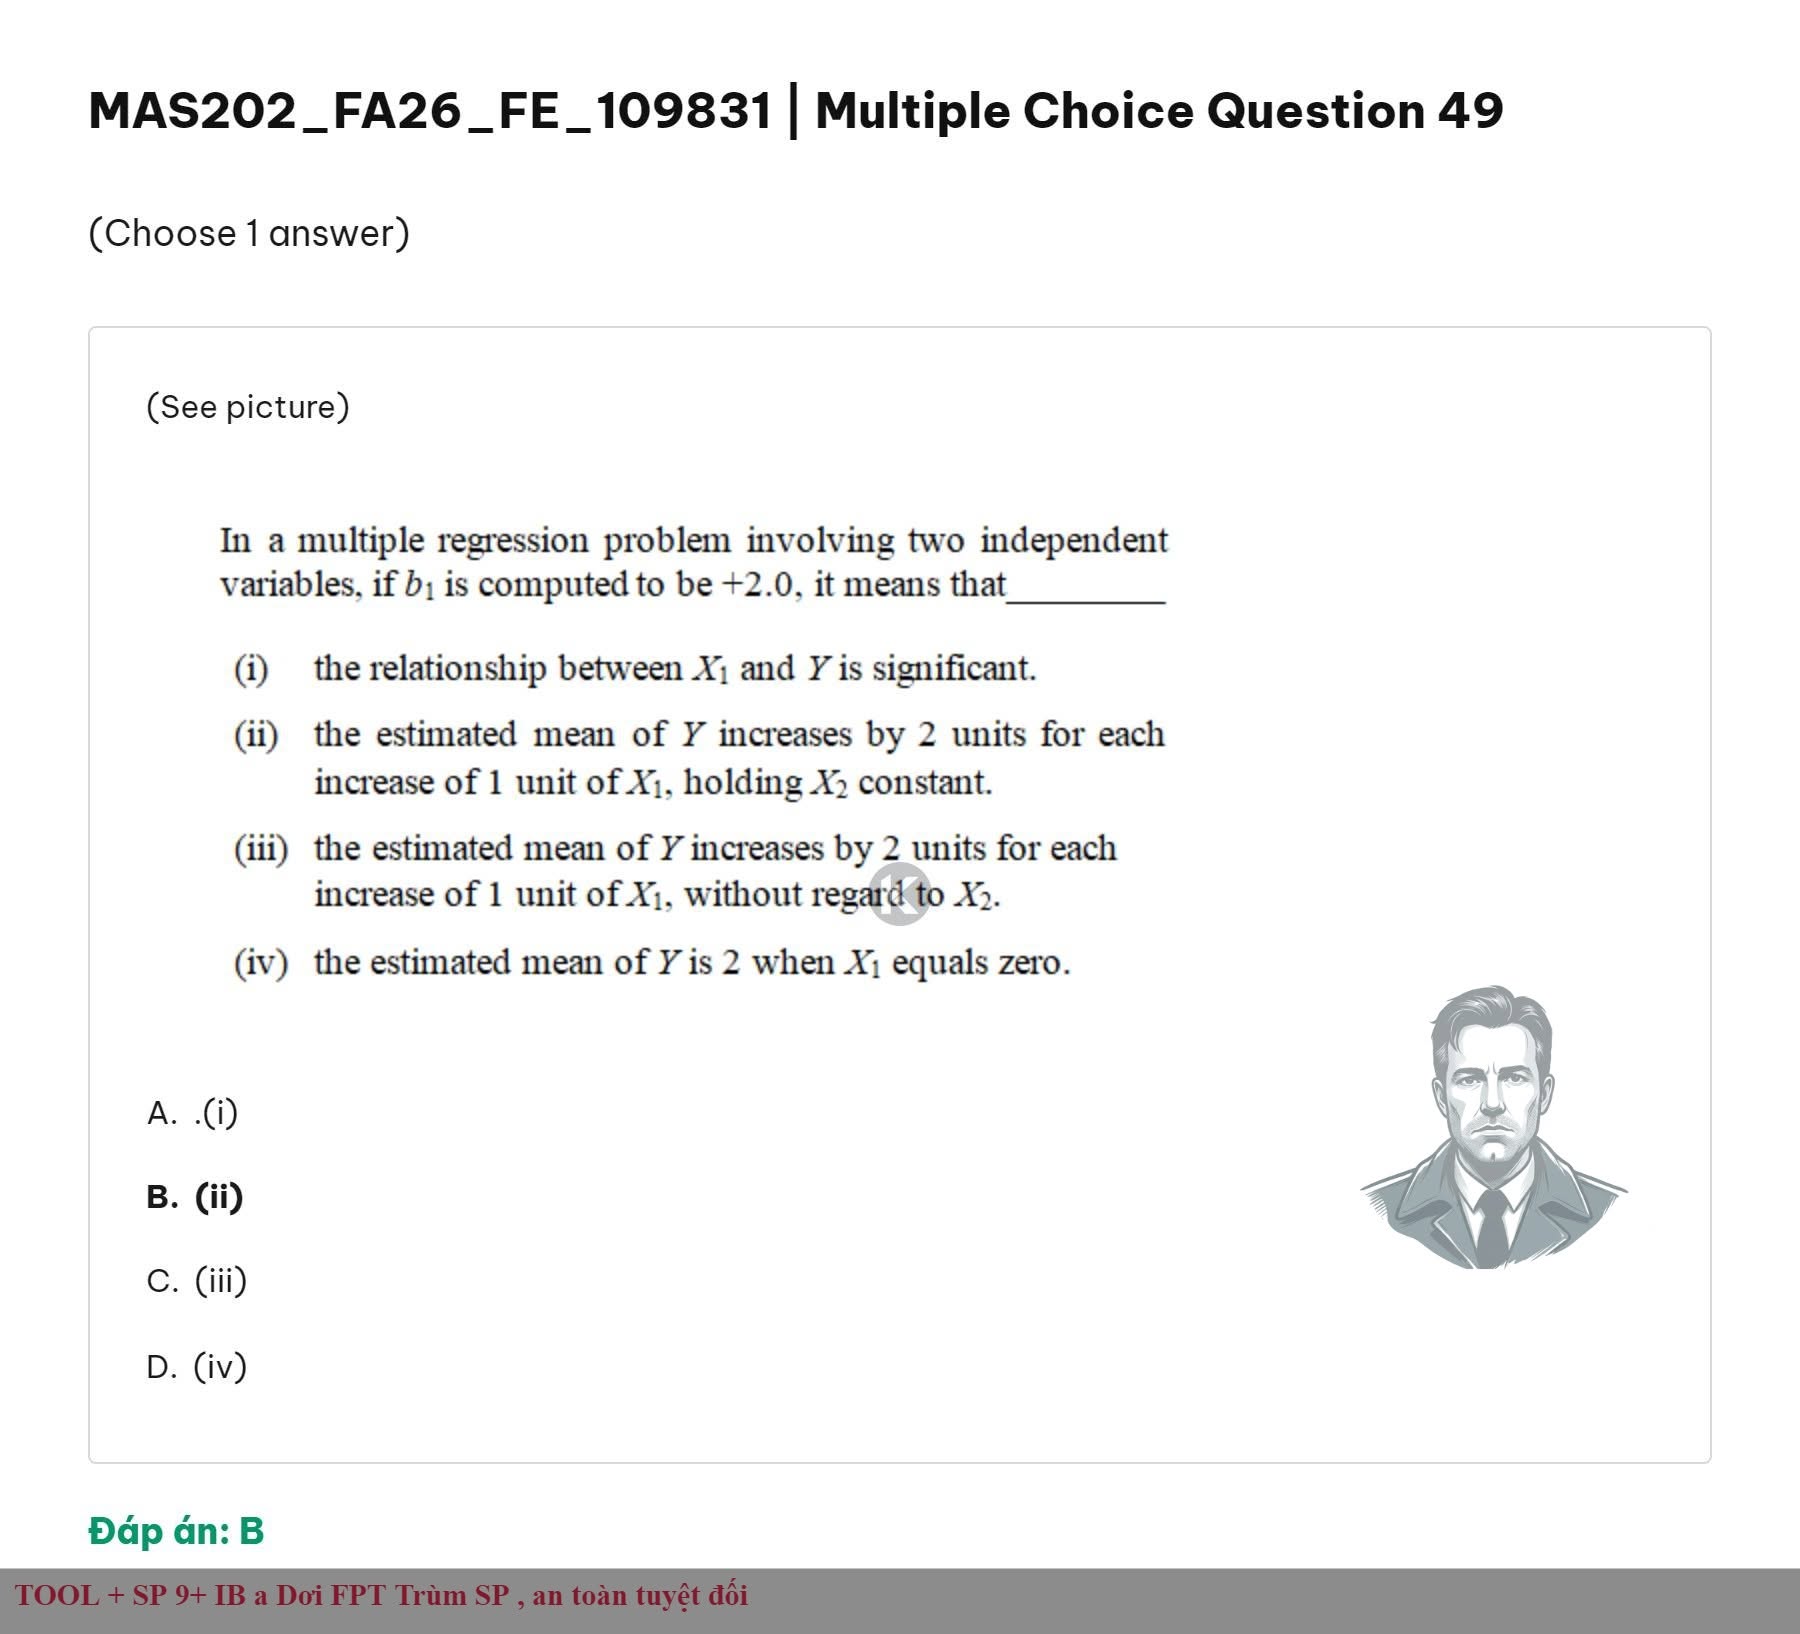 MAS202_FA26_FE_109831 | Multiple Choice Question 49
(Choose 1 answer)
(See picture)
In a multiple regression problem involving two independent
variables, if b₁ is computed to be +2.0, it means that__________
(i) the relationship between X₁ and Y is significant.
(ii) the estimated mean of Y increases by 2 units for each
increase of 1 unit of X₁, holding X₂ constant.
(iii) the estimated mean of Y increases by 2 units for each
increase of 1 unit of X₁, without regard to X₂.
(iv) the estimated mean of Y is 2 when X₁ equals zero.
A. .(i)
B. (ii)
C. (iii)
D. (iv)
Đáp án: B
TOOL + SP 9+ IB a Dơi FPT Trùm SP , an toàn tuyệt đối